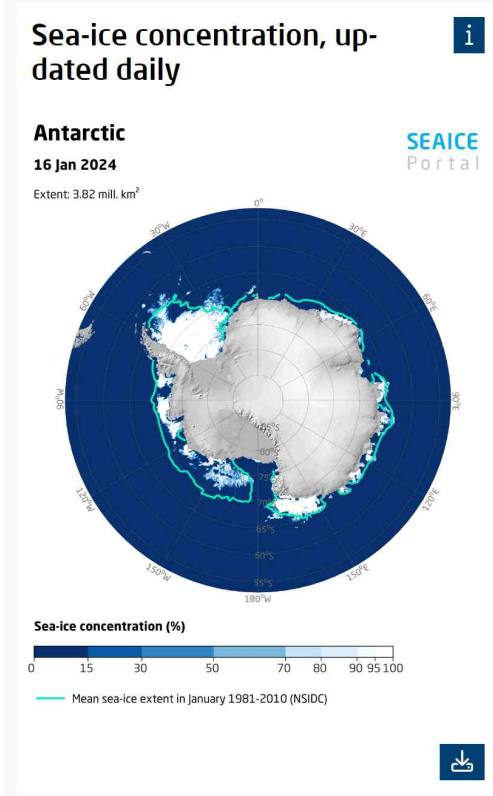 Sea-ice concentration, up-
dated daily
i
Antarctic
16 Jan 2024
Extent: 3.82 mill. km²
SEAICE
Portal
0°
30°W
30°E
60°W
60°E
90°W
90°E
85°S
80°S
75°S
70°S
65°S
60°S
55°S
120°W
120°E
150°W
150°E
180°W
Sea-ice concentration (%)
0 15 30 50 70 80 90 95 100
Mean sea-ice extent in January 1981-2010 (NSIDC)